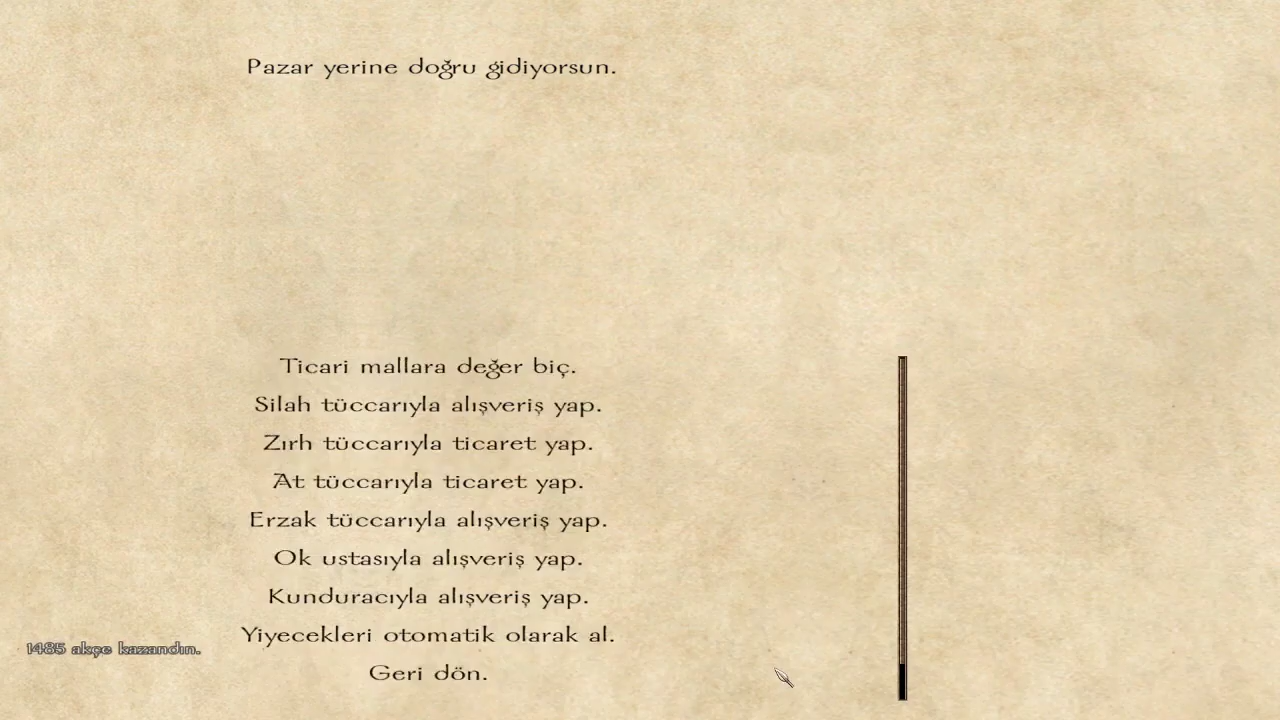 Pazar yerine doğru gidiyorsun.
Ticari mallara değer biç.
Silah tüccarıyla alışveriş yap.
Zırh tüccarıyla ticaret yap.
At tüccarıyla ticaret yap.
Erzak tüccarıyla alışveriş yap.
Ok ustasıyla alışveriş yap.
Kunduracıyla alışveriş yap.
Yiyecekleri otomatik olarak al.
1485 akçe kazandın.
Geri dön.